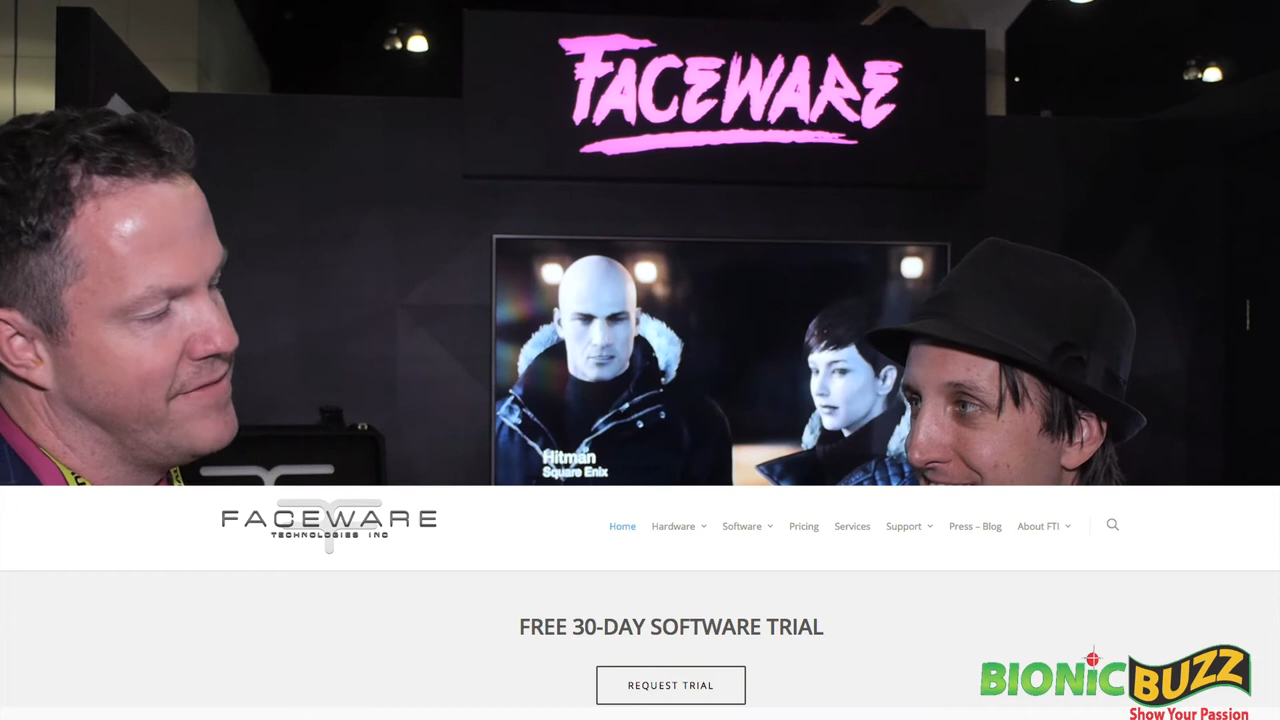 FACEWARE
Hitman
Square Enix
FACEWARE
TECHNOLOGIES INC
Home Hardware Software Pricing Services Support Press – Blog About FTI
FREE 30-DAY SOFTWARE TRIAL
REQUEST TRIAL
BIONIC BUZZ
Show Your Passion